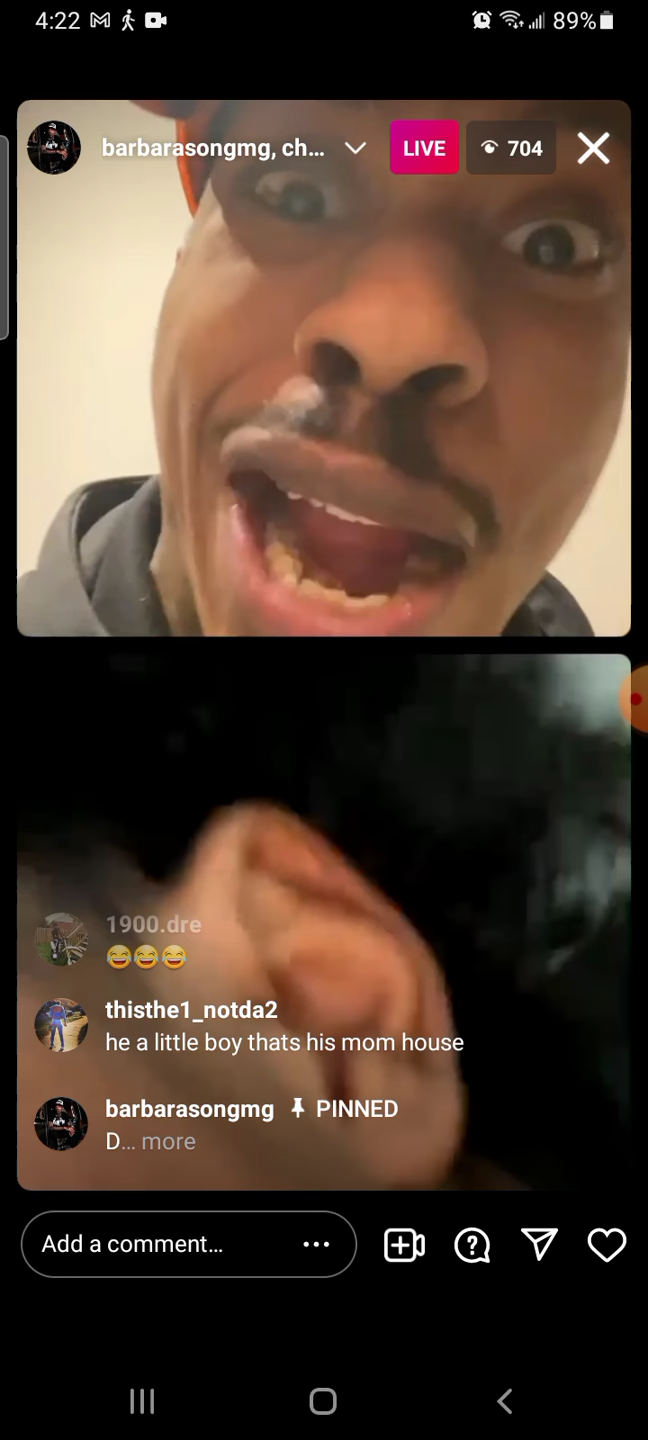 4:22
89%
barbarasongmg, ch...
LIVE
704
1900.dre
😂😂😂
thisthe1_notda2
he a little boy thats his mom house
barbarasongmg PINNED
D... more
Add a comment...